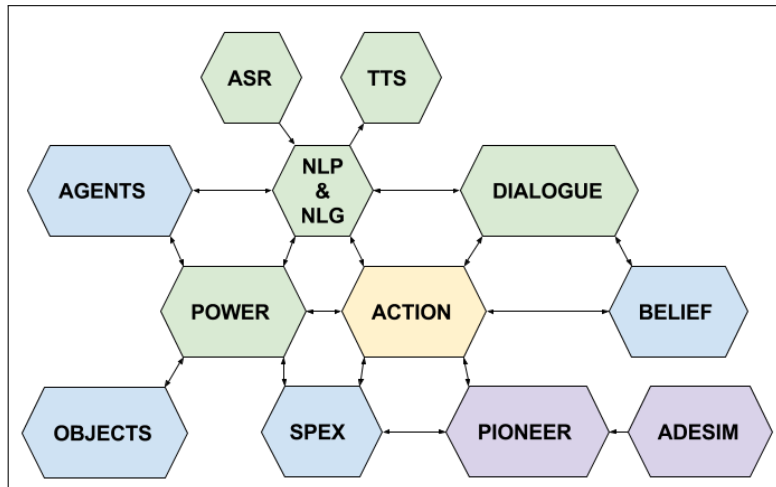 ASR
TTS
NLP
&
NLG
AGENTS
DIALOGUE
POWER
ACTION
BELIEF
OBJECTS
SPEX
PIONEER
ADESIM